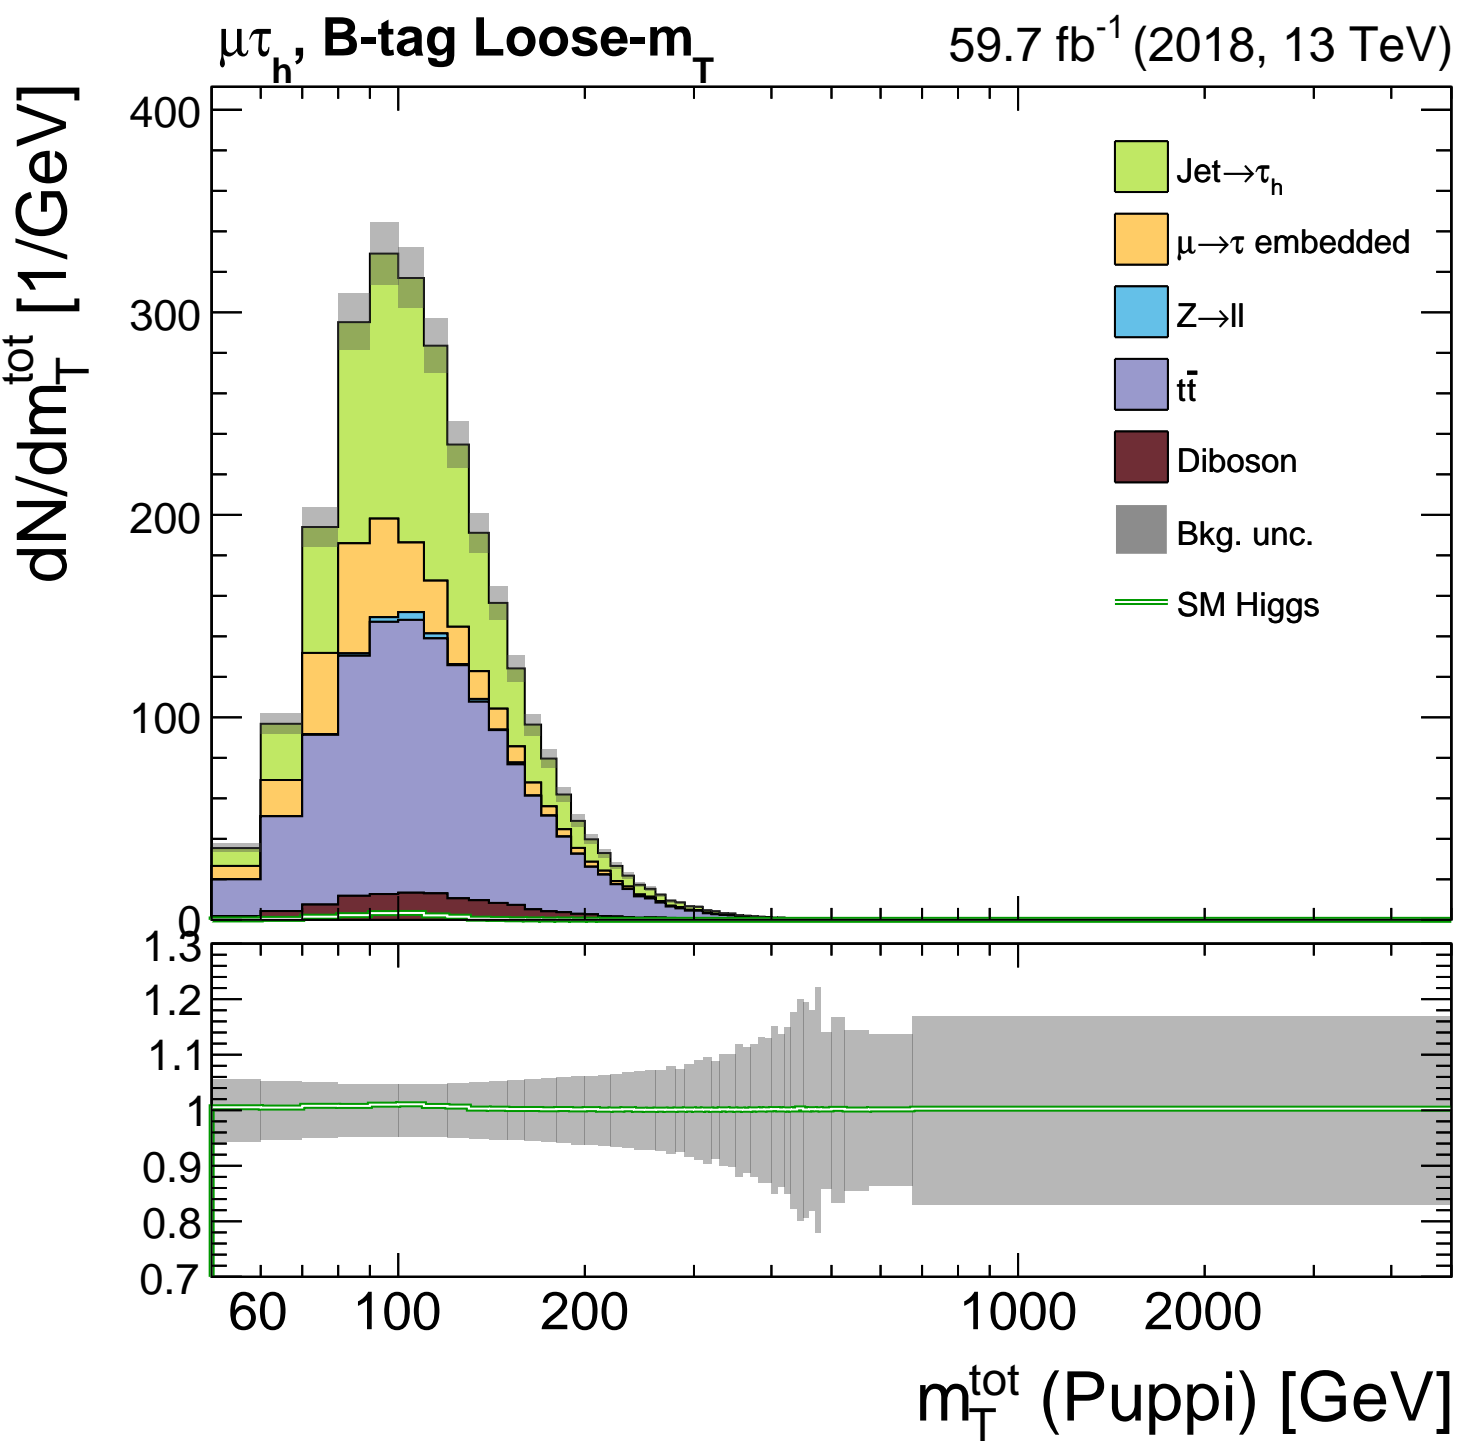 μτh, B-tag Loose-mT
59.7 fb-1 (2018, 13 TeV)
dN/dmTtot [1/GeV]
400
300
200
100
0
Jet→τh
μ→τ embedded
Z→ll
tt̄
Diboson
Bkg. unc.
SM Higgs
1.3
1.2
1.1
1
0.9
0.8
0.7
60 100 200 1000 2000
mTtot (Puppi) [GeV]